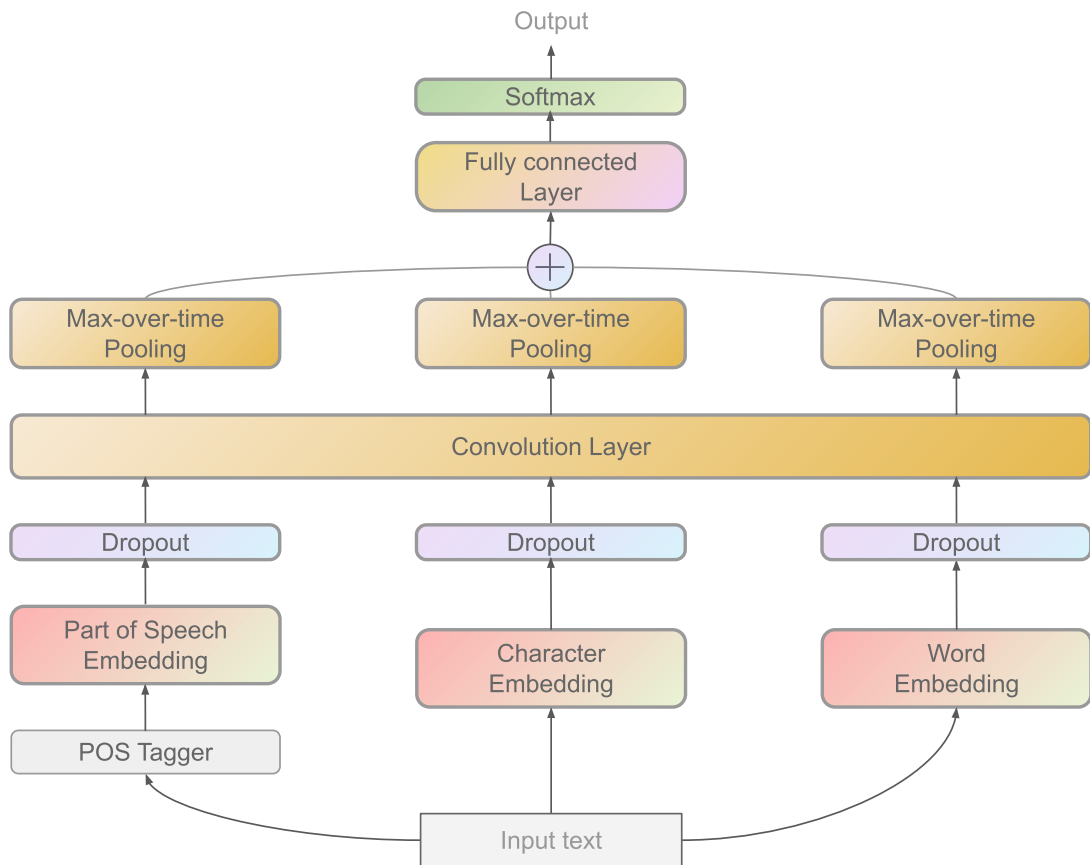 Output
Softmax
Fully connected
Layer
Max-over-time
Pooling
Max-over-time
Pooling
Max-over-time
Pooling
Convolution Layer
Dropout
Dropout
Dropout
Part of Speech
Embedding
Character
Embedding
Word
Embedding
POS Tagger
Input text